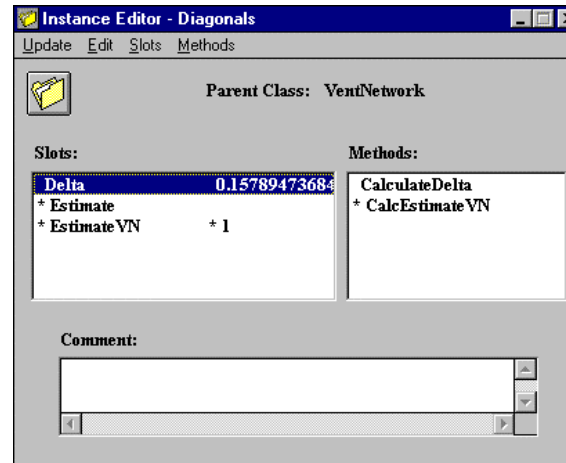 Instance Editor - Diagonals
Update Edit Slots Methods
Parent Class: VentNetwork
Slots:
Methods:
Delta 0.15789473684
* Estimate
* EstimateVN * 1
CalculateDelta
* CalcEstimateVN
Comment: